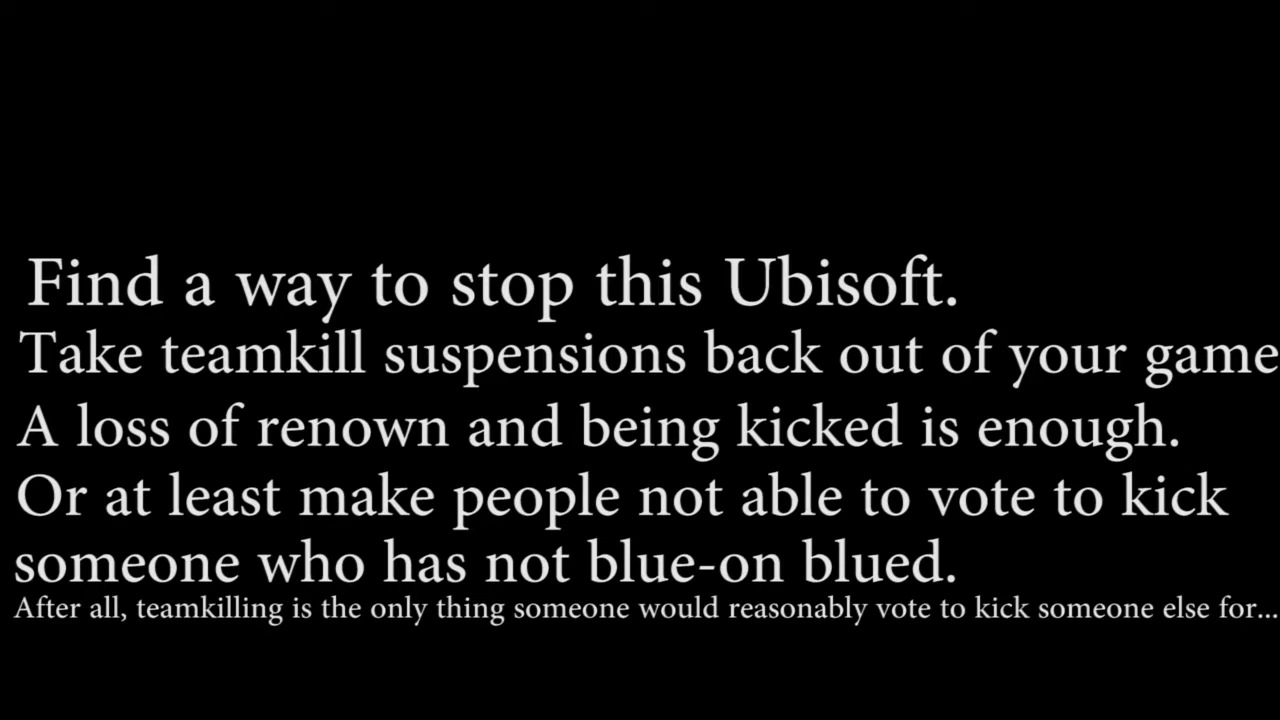 Find a way to stop this Ubisoft.
Take teamkill suspensions back out of your game
A loss of renown and being kicked is enough.
Or at least make people not able to vote to kick
someone who has not blue-on blued.
After all, teamkilling is the only thing someone would reasonably vote to kick someone else for...